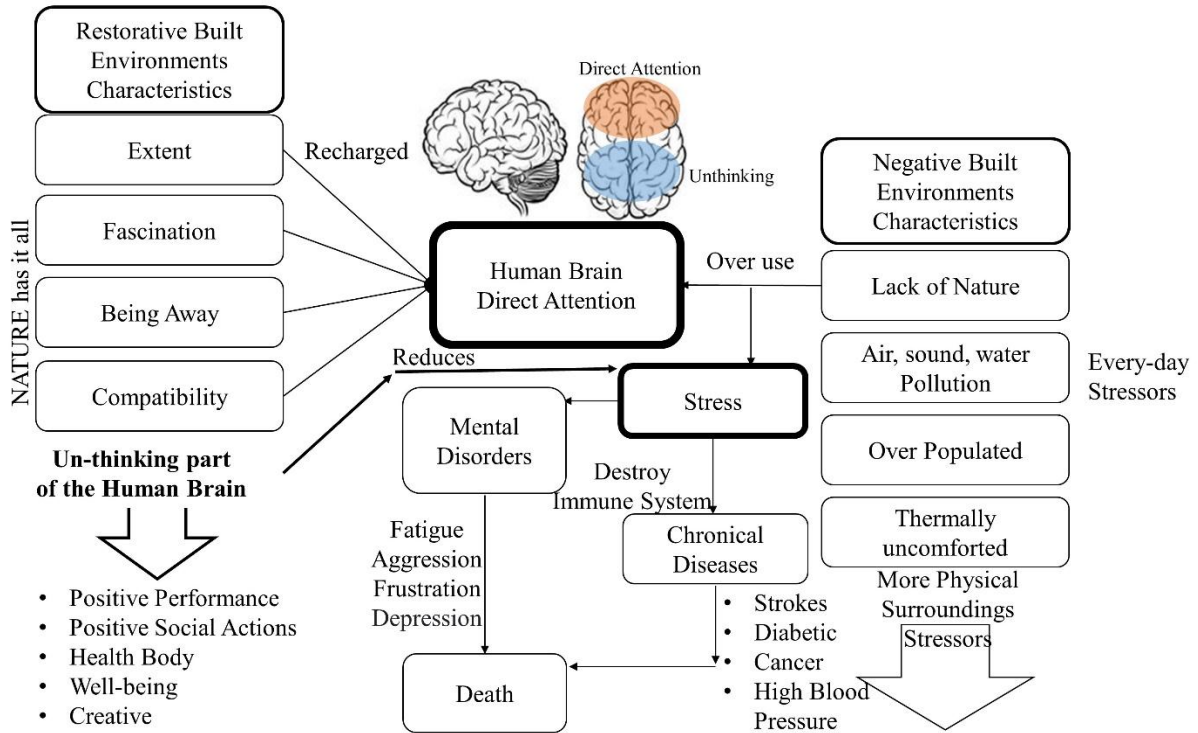 Restorative Built
Environments
Characteristics
Extent
Fascination
Being Away
Compatibility
NATURE has it all
Recharged
Un-thinking part
of the Human Brain
• Positive Performance
• Positive Social Actions
• Health Body
• Well-being
• Creative
Direct Attention
Unthinking
Human Brain
Direct Attention
Over use
Reduces
Stress
Mental
Disorders
Destroy
Immune System
Fatigue
Aggression
Frustration
Depression
Chronical
Diseases
• Strokes
• Diabetic
• Cancer
• High Blood
Pressure
Death
Negative Built
Environments
Characteristics
Lack of Nature
Air, sound, water
Pollution
Over Populated
Thermally
uncomforted
Every-day
Stressors
More Physical
Surroundings
Stressors